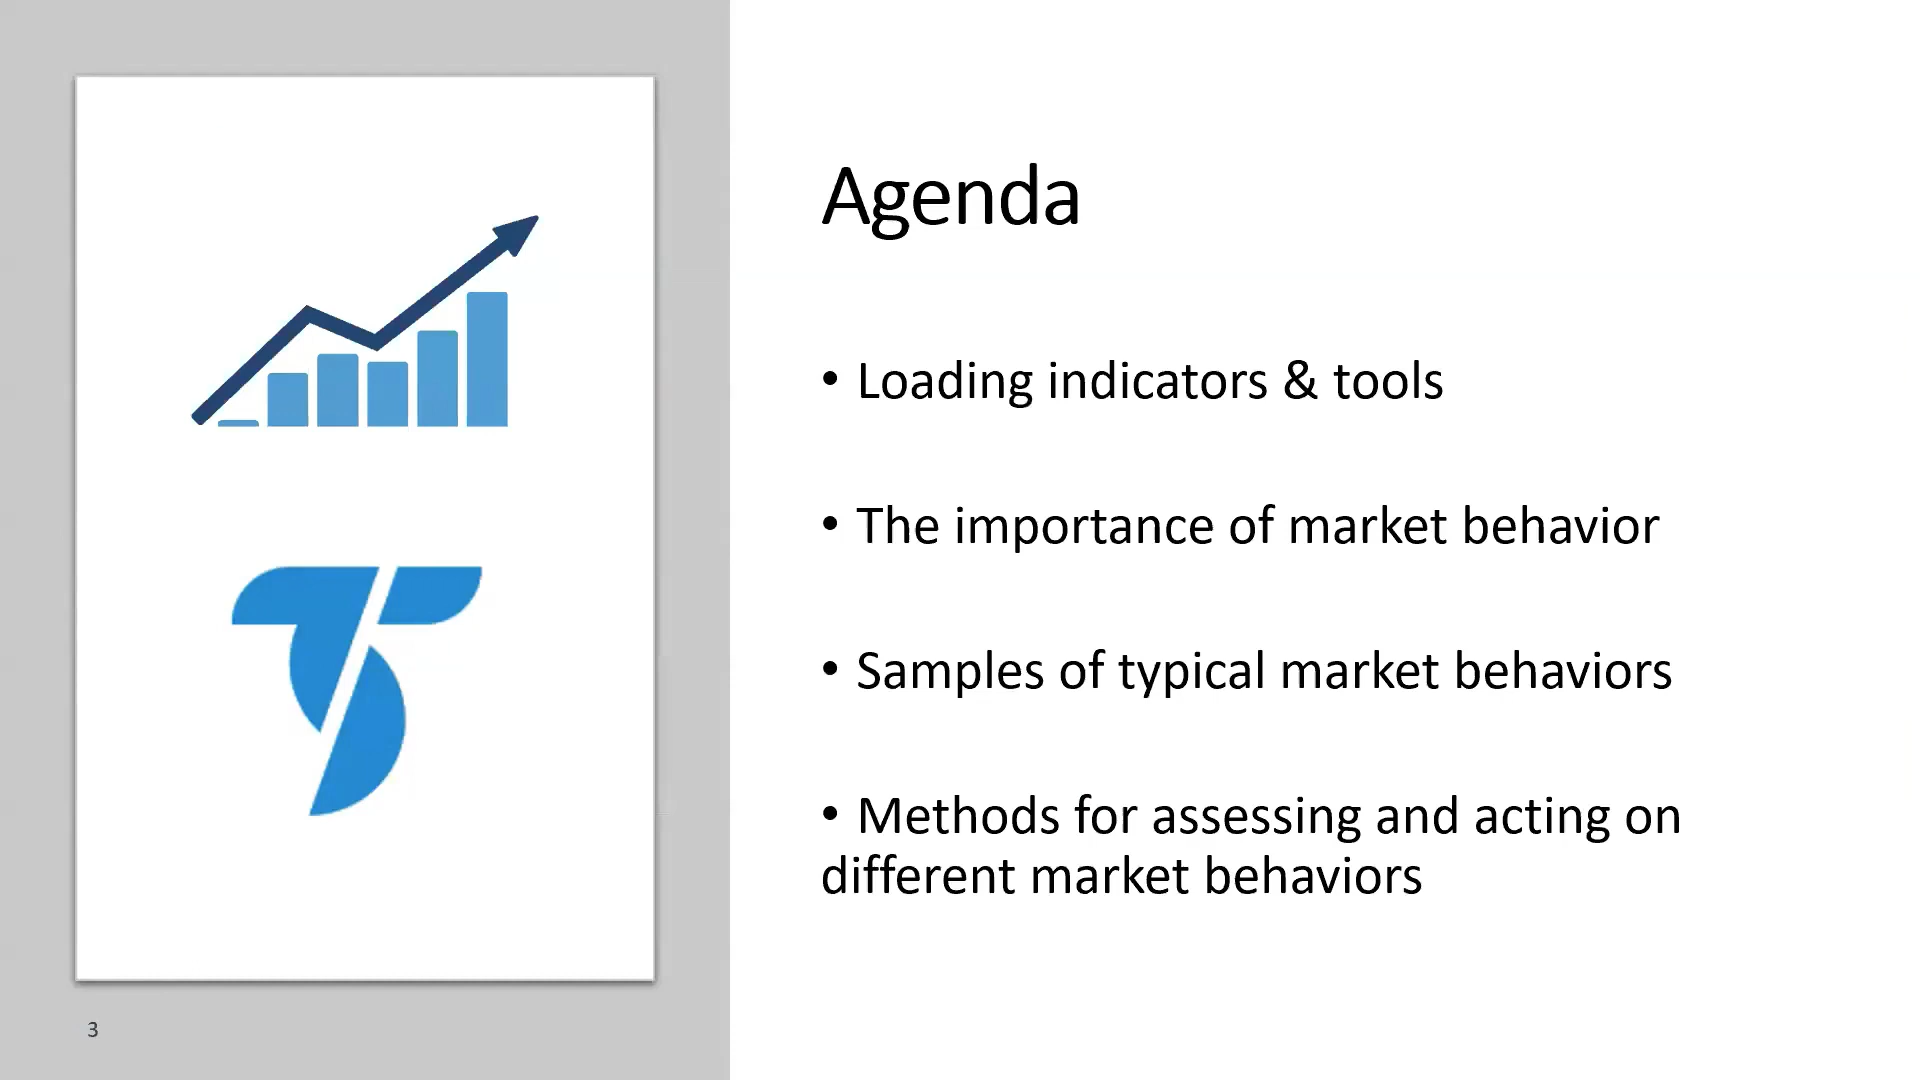 Agenda
• Loading indicators & tools
• The importance of market behavior
• Samples of typical market behaviors
• Methods for assessing and acting on
different market behaviors
3